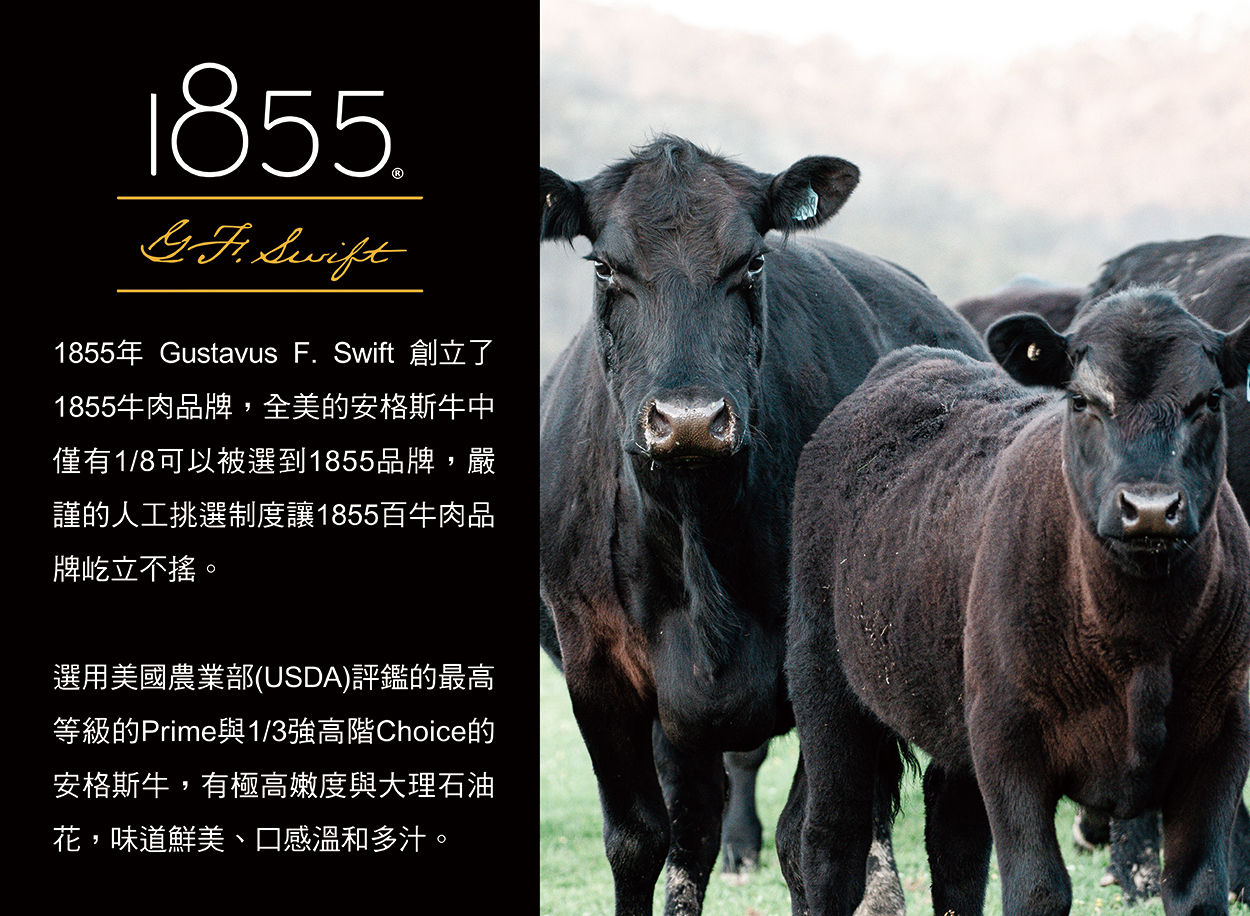 1855®
G.F. Swift
1855年 Gustavus F. Swift 創立了
1855牛肉品牌，全美的安格斯牛中
僅有1/8可以被選到1855品牌，嚴
謹的人工挑選制度讓1855百牛肉品
牌屹立不搖。
選用美國農業部(USDA)評鑑的最高
等級的Prime與1/3強高階Choice的
安格斯牛，有極高嫩度與大理石油
花，味道鮮美、口感溫和多汁。